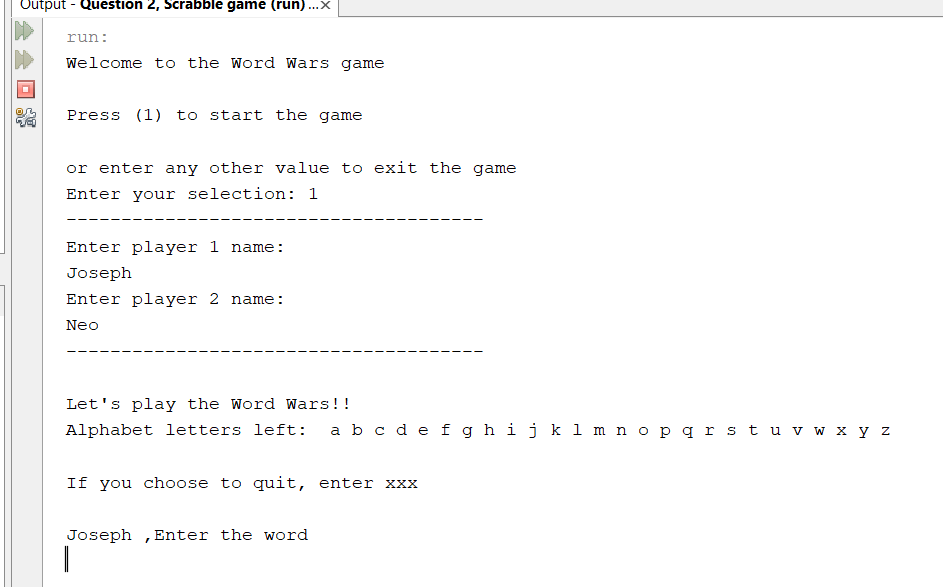 Output - Question 2, Scrabble game (run) ...×
run:
Welcome to the Word Wars game
Press (1) to start the game
or enter any other value to exit the game
Enter your selection: 1
--------------------------------------
Enter player 1 name:
Joseph
Enter player 2 name:
Neo
--------------------------------------
Let's play the Word Wars!!
Alphabet letters left:  a b c d e f g h i j k l m n o p q r s t u v w x y z
If you choose to quit, enter xxx
Joseph ,Enter the word